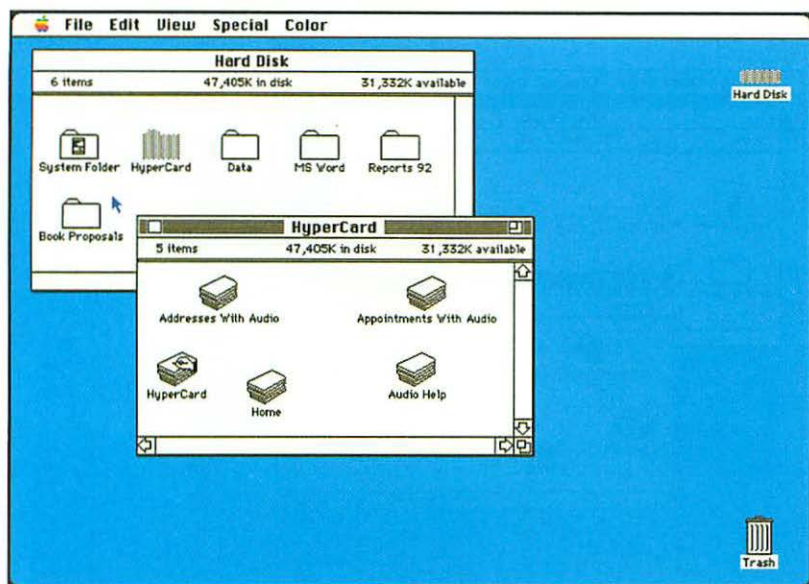 File Edit View Special Color
Hard Disk
6 items 47,405K in disk 31,332K available
System Folder HyperCard Data MS Word Reports 92
Book Proposals
Hard Disk
HyperCard
5 items 47,405K in disk 31,332K available
Addresses With Audio Appointments With Audio
HyperCard Home Audio Help
Trash